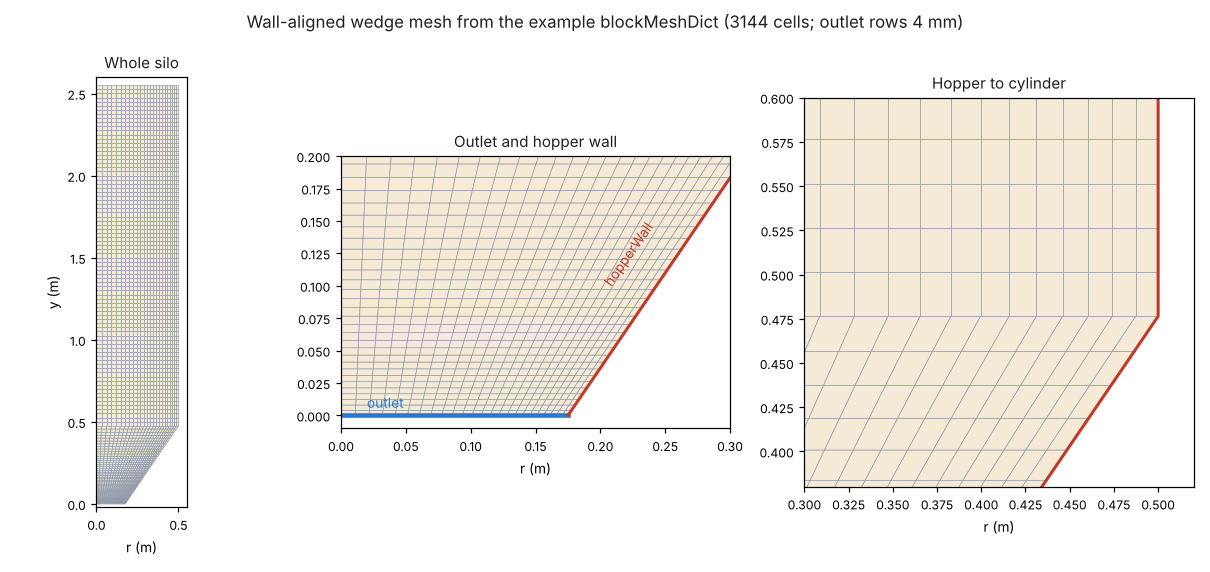 Wall-aligned wedge mesh from the example blockMeshDict (3144 cells; outlet rows 4 mm)
Whole silo
2.5
2.0
1.5
1.0
0.5
0.0
y (m)
0.0 0.5
r (m)
Outlet and hopper wall
0.200
0.175
0.150
0.125
0.100
0.075
0.050
0.025
0.000
hopperWall
outlet
0.00 0.05 0.10 0.15 0.20 0.25 0.30
r (m)
Hopper to cylinder
0.600
0.575
0.550
0.525
0.500
0.475
0.450
0.425
0.400
0.300 0.325 0.350 0.375 0.400 0.425 0.450 0.475 0.500
r (m)